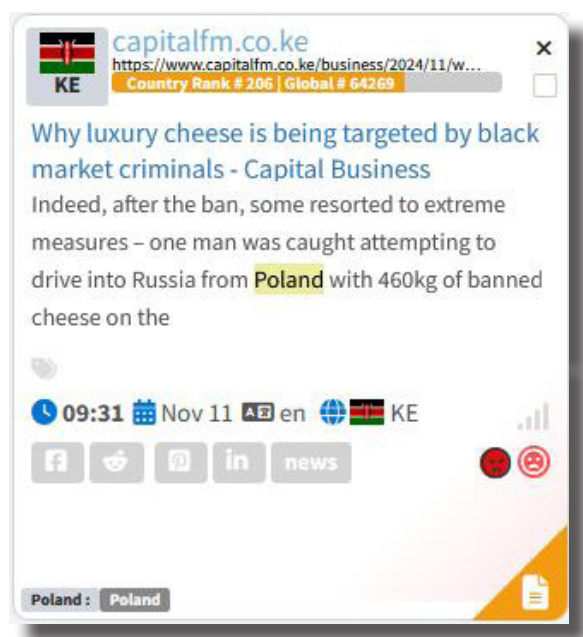 capitalfm.co.ke
https://www.capitalfm.co.ke/business/2024/11/w...
KE
Country Rank # 206 | Global # 64269
Why luxury cheese is being targeted by black
market criminals - Capital Business
Indeed, after the ban, some resorted to extreme
measures – one man was caught attempting to
drive into Russia from Poland with 460kg of banned
cheese on the
09:31 Nov 11 en KE
news
Poland : Poland